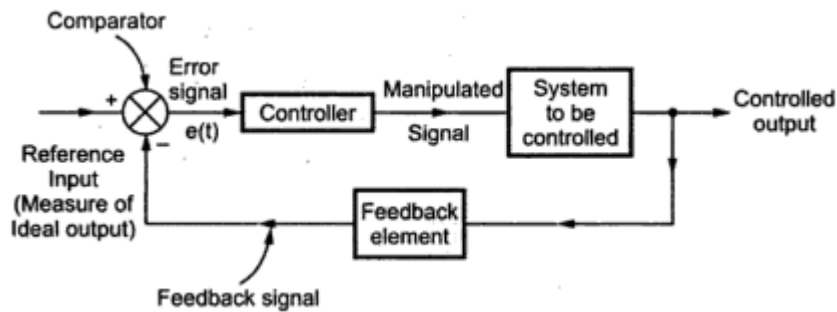 Comparator
+
Error
signal
e(t)
Controller
Manipulated
Signal
System
to be
controlled
Controlled
output
−
Reference
Input
(Measure of
Ideal output)
Feedback
element
Feedback signal